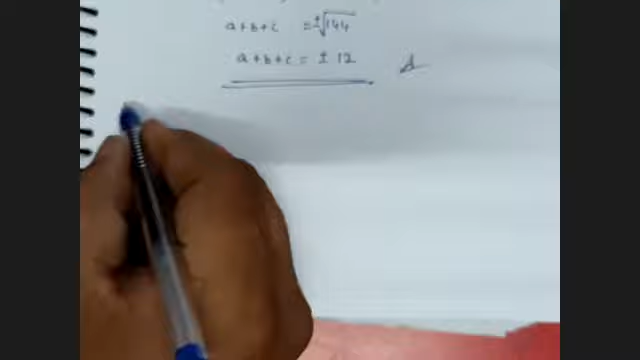 a+b+c = ±√144
a+b+c = ± 12